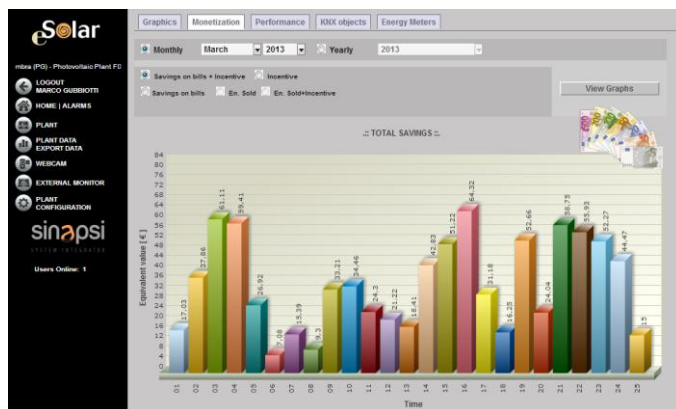 eSolar
mbra (PG) - Photovoltaic Plant F
LOGOUT
MARCO GUBBIOTTI
HOME | ALARMS
PLANT
PLANT DATA
EXPORT DATA
WEBCAM
EXTERNAL MONITOR
PLANT
CONFIGURATION
sinapsi
SYSTEM INTEGRATOR
Users Online: 1
Graphics Monetization Performance KNX objects Energy Meters
Monthly March 2013 Yearly 2013
Savings on bills + Incentive Incentive
Savings on bills En. Sold En. Sold+Incentive
View Graphs
.:: TOTAL SAVINGS ::.
Equivalent value [ € ]
84
80
76
72
68
64
60
56
52
48
44
40
36
32
28
24
20
16
12
8
4
0
17.03 37.86 61.11 59.41 26.92 7.08 15.39 9.3 33.21 34.46 24.3 21.22 18.41 42.83 51.22 64.32 31.18 16.25 52.66 24.04 58.75 55.93 52.27 44.47 15
01 02 03 04 05 06 07 08 09 10 11 12 13 14 15 16 17 18 19 20 21 22 23 24 25
Time